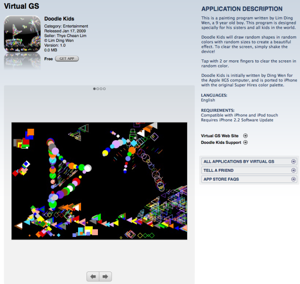 Virtual GS
Doodle Kids
Category: Entertainment
Released Jan 17, 2009
Seller: Thye Chean Lim
© Lim Ding Wen
Version: 1.0
0.0 MB
Free GET APP
APPLICATION DESCRIPTION
This is a painting program written by Lim Ding
Wen, a 9 year old boy. This program is designed
specially for his sisters and all kids in the world.
Doodle Kids will draw random shapes in random
colors with random sizes to create a beautiful
effect. To clear the screen, simply shake the
device!
Tap with 2 or more fingers to clear the screen in
random color.
Doodle Kids is initially written by Ding Wen for
the Apple IIGS computer, and is ported to iPhone
with the original Super Hires color palette.
LANGUAGES:
English
REQUIREMENTS:
Compatible with iPhone and iPod touch
Requires iPhone 2.2 Software Update
Virtual GS Web Site
Doodle Kids Support
ALL APPLICATIONS BY VIRTUAL GS
TELL A FRIEND
APP STORE FAQS